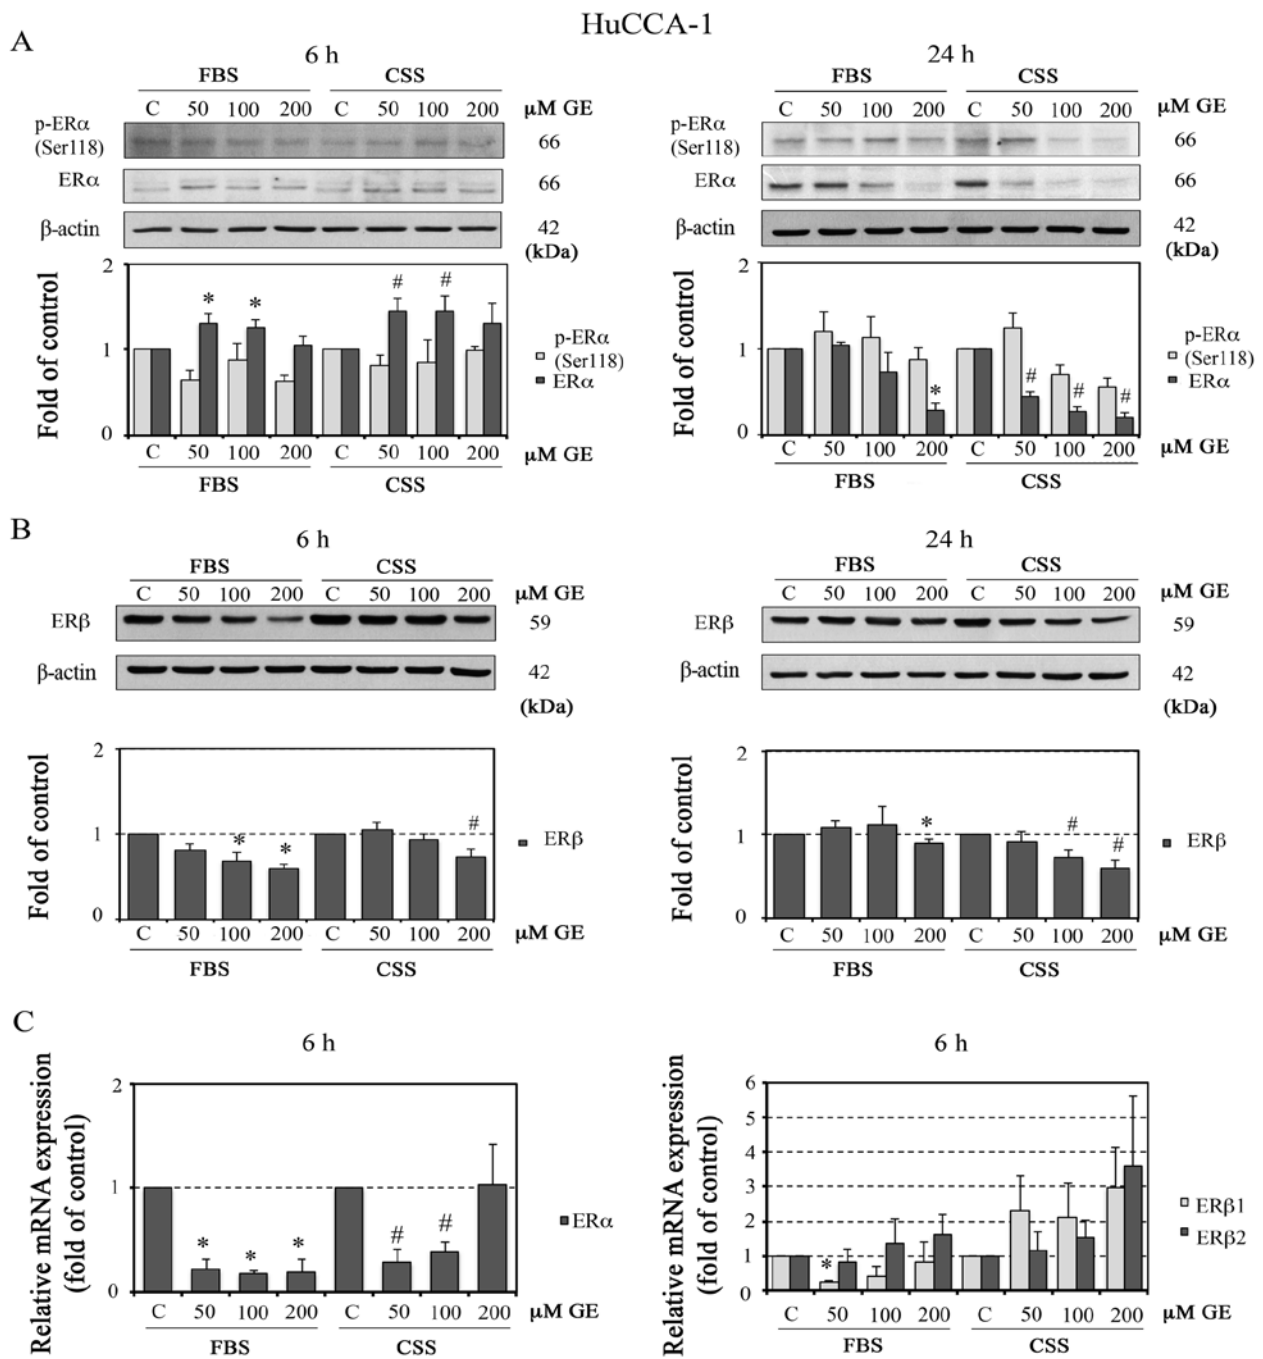 HuCCA-1
A
6 h
FBS CSS
C 50 100 200 C 50 100 200 μM GE
p-ERα
(Ser118) 66
ERα 66
β-actin 42
(kDa)
Fold of control
2
1
0
* * # #
p-ERα
(Ser118)
ERα
C 50 100 200 C 50 100 200 μM GE
FBS CSS
24 h
FBS CSS
C 50 100 200 C 50 100 200 μM GE
p-ERα
(Ser118) 66
ERα 66
β-actin 42
(kDa)
Fold of control
2
1
0
* # # #
p-ERα
(Ser118)
ERα
C 50 100 200 C 50 100 200 μM GE
FBS CSS
B
6 h
FBS CSS
C 50 100 200 C 50 100 200 μM GE
ERβ 59
β-actin 42
(kDa)
Fold of control
2
1
0
* * #
ERβ
C 50 100 200 C 50 100 200 μM GE
FBS CSS
24 h
FBS CSS
C 50 100 200 C 50 100 200 μM GE
ERβ 59
β-actin 42
(kDa)
Fold of control
2
1
0
* # #
ERβ
C 50 100 200 C 50 100 200 μM GE
FBS CSS
C
6 h
Relative mRNA expression
(fold of control)
2
1
0
* * * # #
ERα
C 50 100 200 C 50 100 200 μM GE
FBS CSS
6 h
Relative mRNA expression
(fold of control)
6
5
4
3
2
1
0
*
ERβ1
ERβ2
C 50 100 200 C 50 100 200 μM GE
FBS CSS